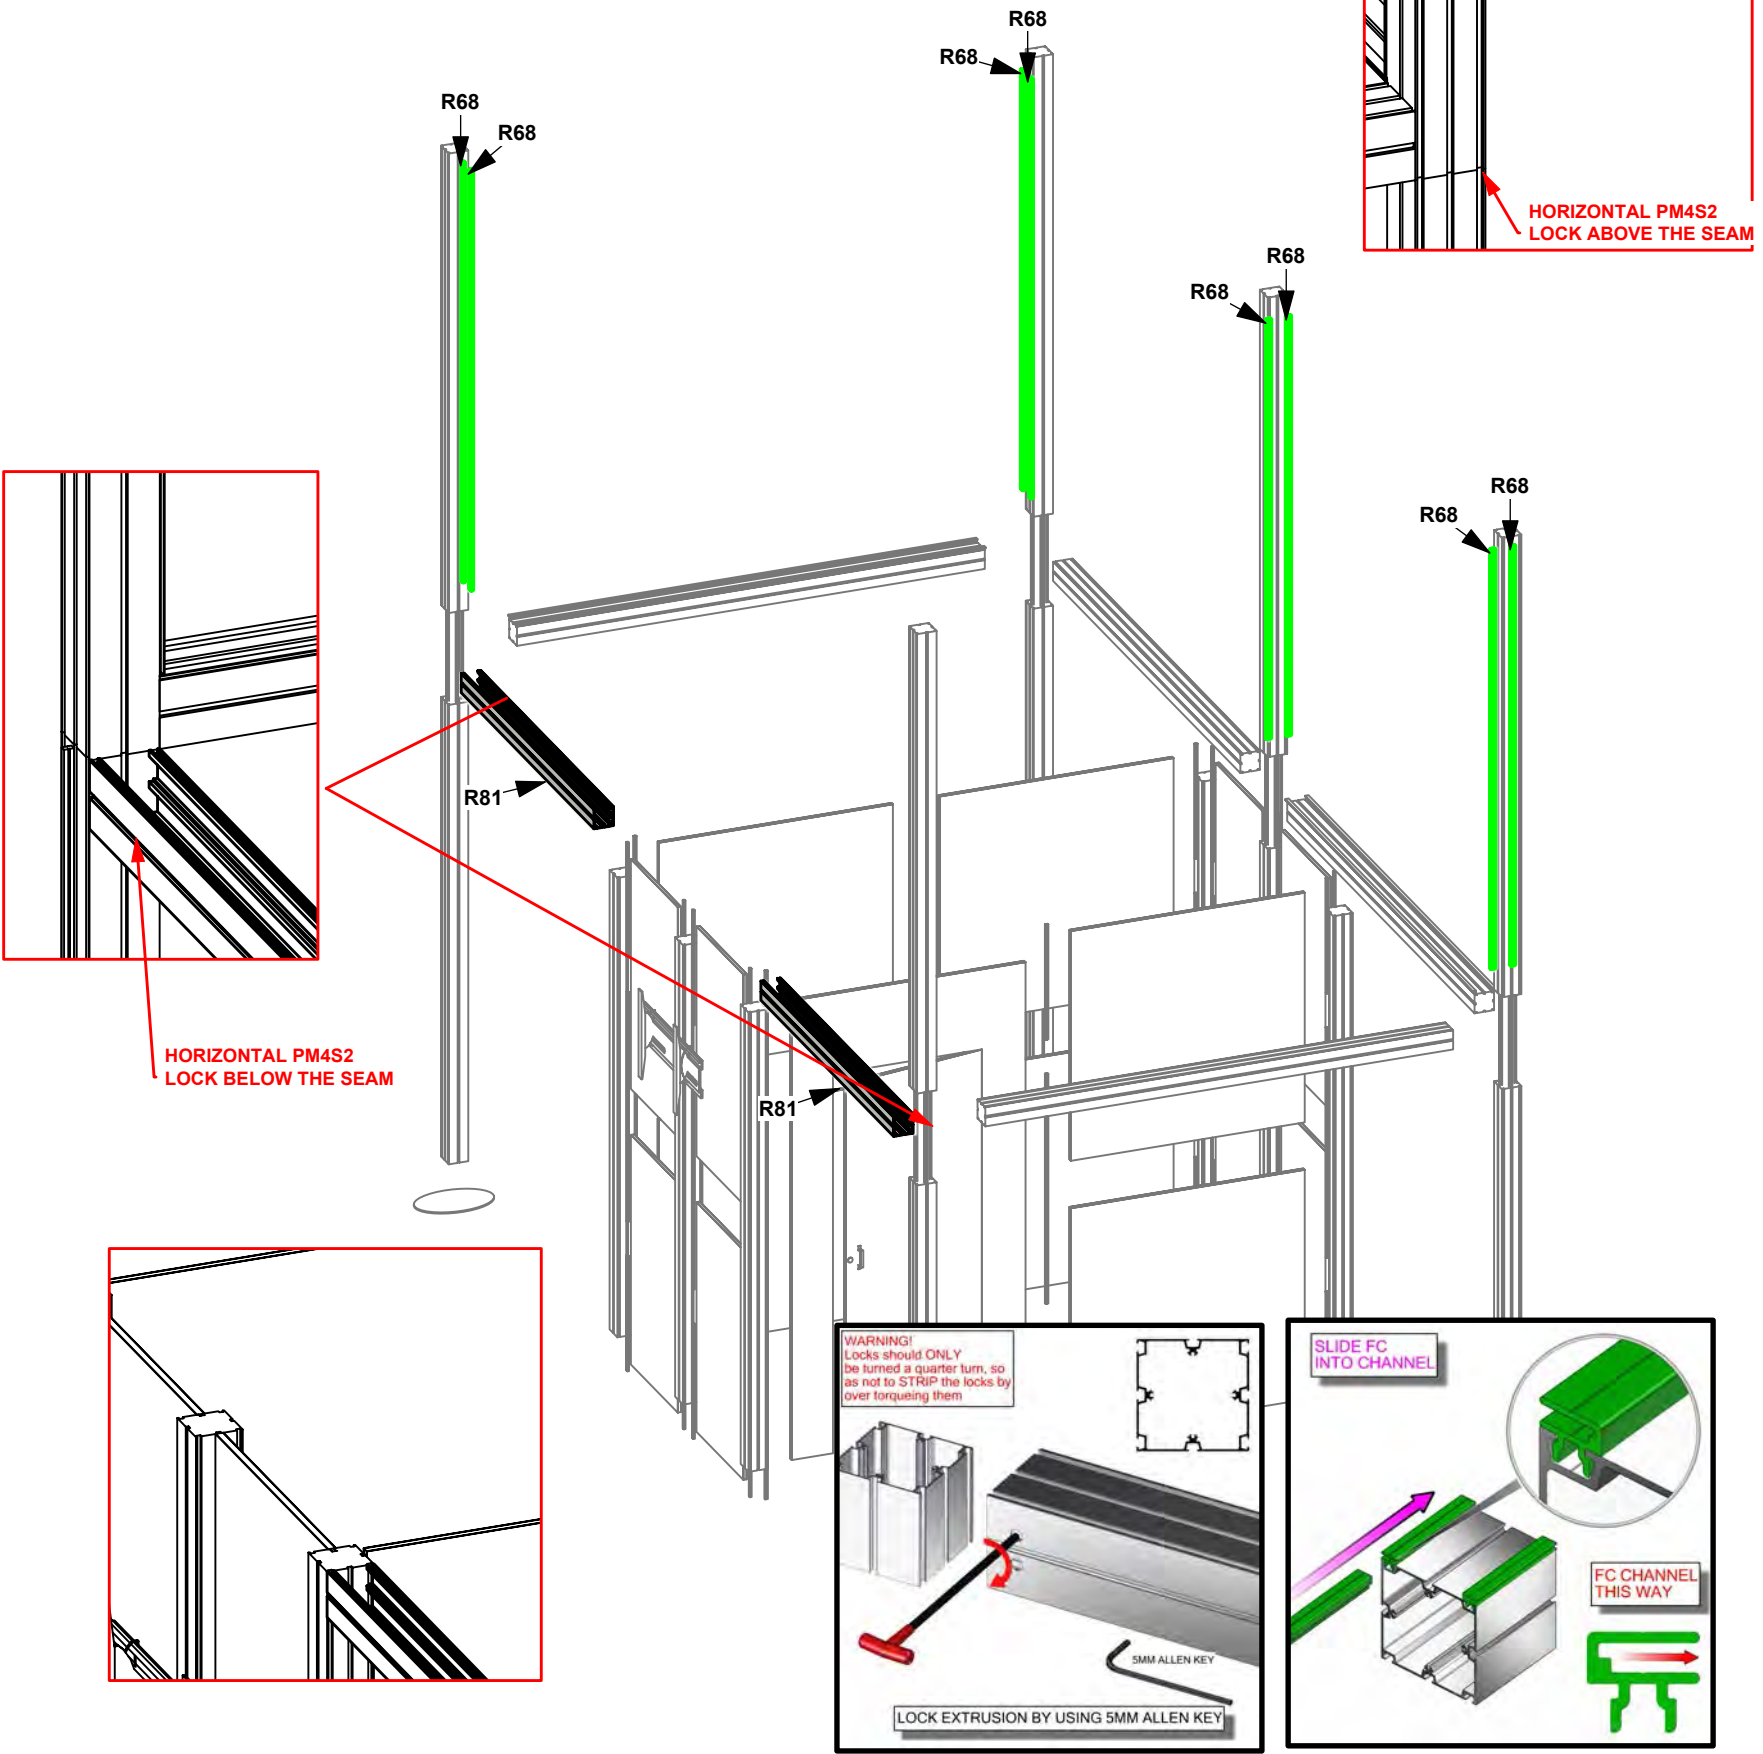 R68
R68
R68
R68
HORIZONTAL PM4S2
LOCK ABOVE THE SEAM
R68
R68
R68
R68
R81
HORIZONTAL PM4S2
LOCK BELOW THE SEAM
R81
WARNING!
Locks should ONLY
be turned a quarter turn, so
as not to STRIP the locks by
over torqueing them
5MM ALLEN KEY
LOCK EXTRUSION BY USING 5MM ALLEN KEY
SLIDE FC
INTO CHANNEL
FC CHANNEL
THIS WAY